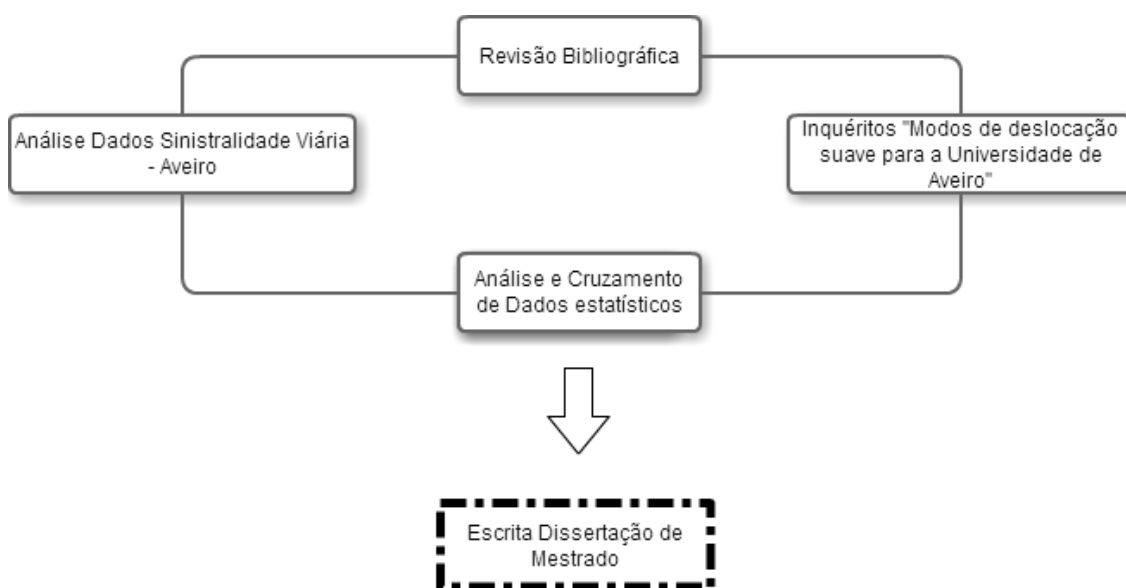 Revisão Bibliográfica
Análise Dados Sinistralidade Viária
- Aveiro
Inquéritos "Modos de deslocação
suave para a Universidade de
Aveiro"
Análise e Cruzamento
de Dados estatísticos
Escrita Dissertação de
Mestrado